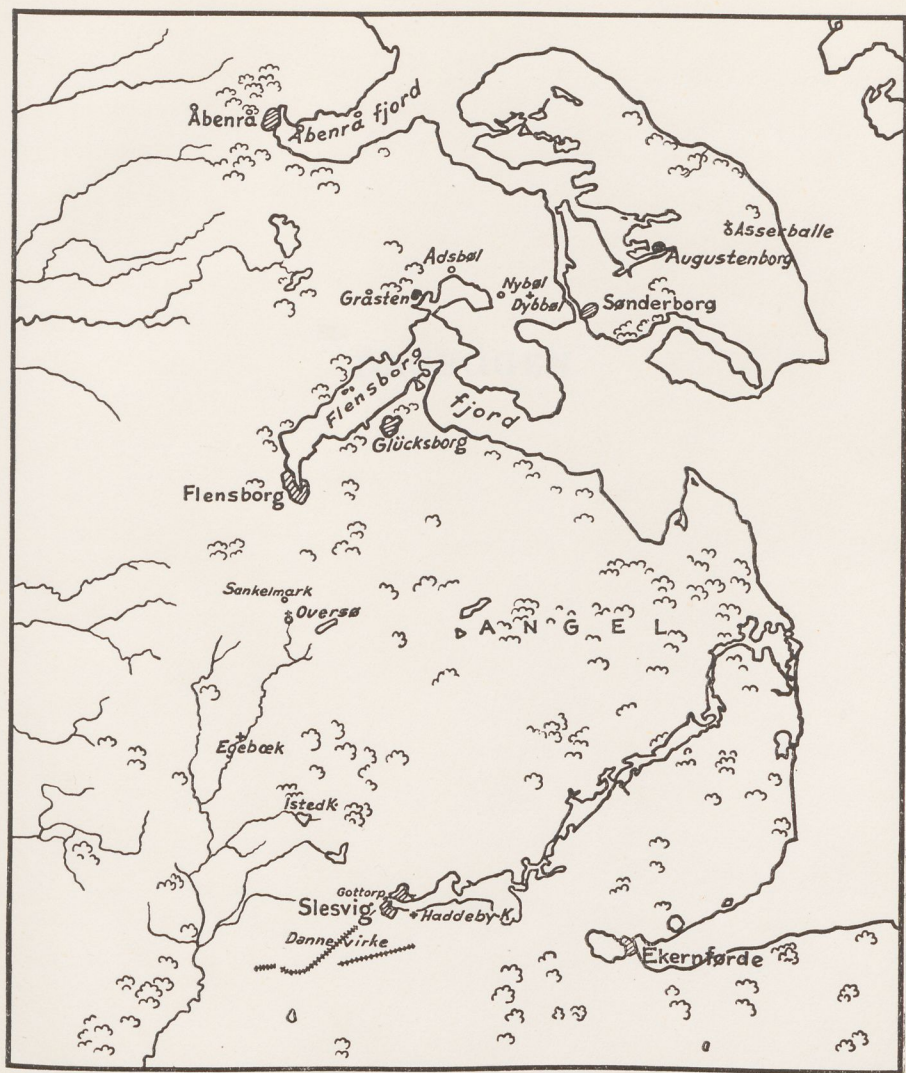 Åbenrå
Åbenrå fjord
Asserballe
Augustenborg
Adsbøl
Nybøl
Gråsten
Dybbøl
Sønderborg
Flensborg fjord
Glücksborg
Flensborg
Sankelmark
Oversø
ANGEL
Egebæk
Isted K.
Gottorp
Slesvig
Haddeby K.
Dannevirke
Ekernførde